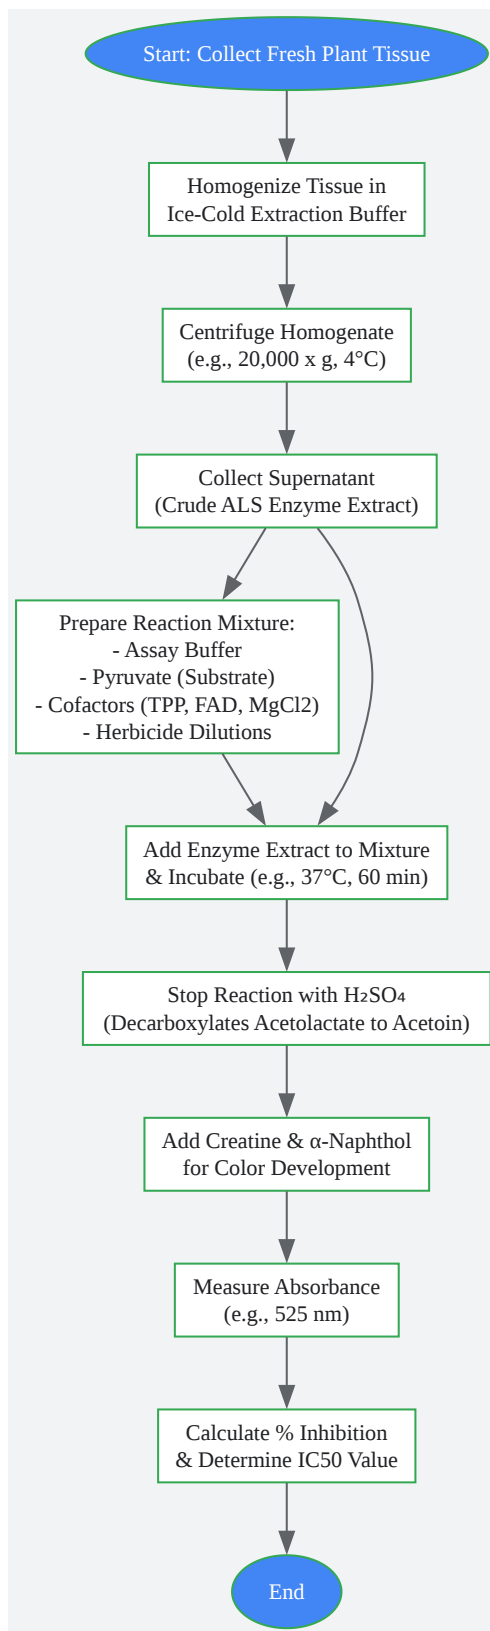 Start: Collect Fresh Plant Tissue
Homogenize Tissue in
Ice-Cold Extraction Buffer
Centrifuge Homogenate
(e.g., 20,000 x g, 4°C)
Collect Supernatant
(Crude ALS Enzyme Extract)
Prepare Reaction Mixture:
- Assay Buffer
- Pyruvate (Substrate)
- Cofactors (TPP, FAD, MgCl2)
- Herbicide Dilutions
Add Enzyme Extract to Mixture
& Incubate (e.g., 37°C, 60 min)
Stop Reaction with H₂SO₄
(Decarboxylates Acetolactate to Acetoin)
Add Creatine & α-Naphthol
for Color Development
Measure Absorbance
(e.g., 525 nm)
Calculate % Inhibition
& Determine IC50 Value
End